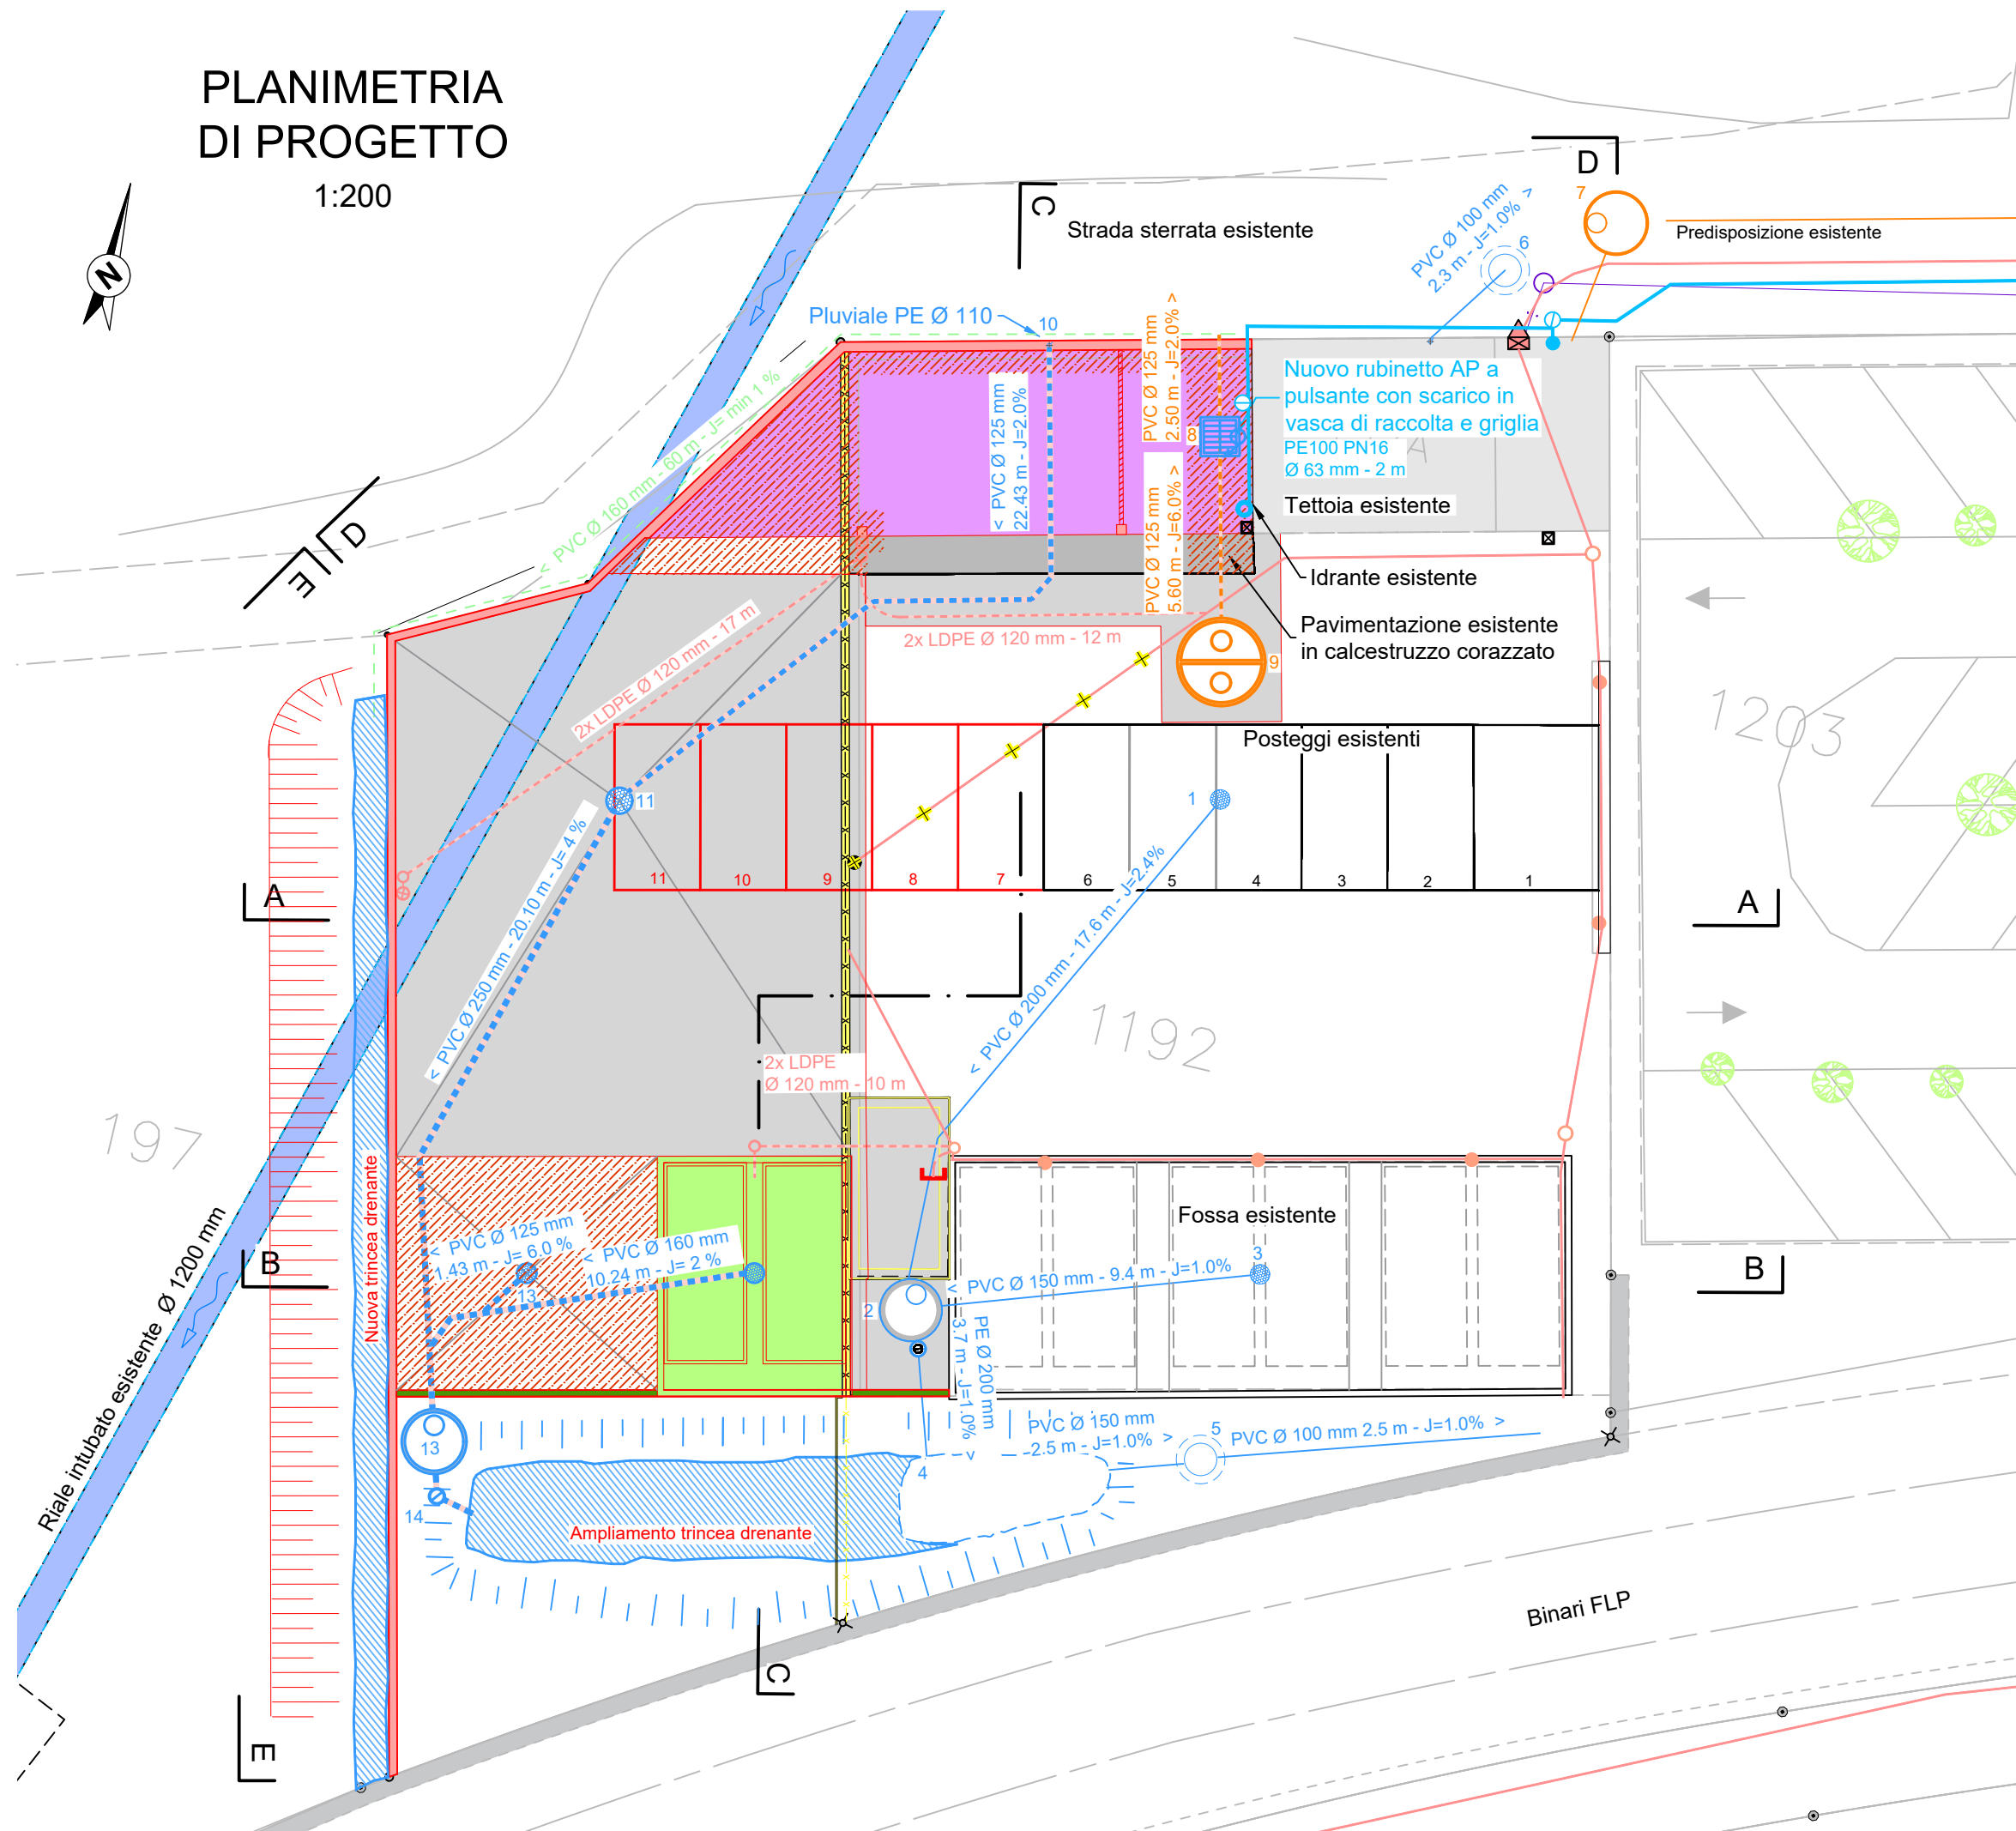 PLANIMETRIA
DI PROGETTO
1:200
N
C
Strada sterrata esistente
D
7
Predisposizione esistente
PVC Ø 100 mm
2.3 m - J=1.0% >
6
Pluviale PE Ø 110
10
< PVC Ø 160 mm - 60 m - J= min 1 %
< PVC Ø 125 mm
22.43 m - J=2.0%
PVC Ø 125 mm
2.50 m - J=2.0% >
8
PVC Ø 125 mm
5.60 m - J=6.0% >
Nuovo rubinetto AP a
pulsante con scarico in
vasca di raccolta e griglia
PE100 PN16
Ø 63 mm - 2 m
A
Tettoia esistente
Idrante esistente
Pavimentazione esistente
in calcestruzzo corazzato
D
E
2x LDPE Ø 120 mm - 17 m
2x LDPE Ø 120 mm - 12 m
9
1203
Posteggi esistenti
11
1
11
10
9
8
7
6
5
4
3
2
1
A
A
< PVC Ø 250 mm - 20.10 m - J= 4 %
< PVC Ø 200 mm - 17.6 m - J=2.4%
1192
2x LDPE
Ø 120 mm - 10 m
197
Nuova trincea drenante
Riale intubato esistente Ø 1200 mm
B
B
< PVC Ø 125 mm
1.43 m - J= 6.0 %
13
< PVC Ø 160 mm
10.24 m - J= 2 %
Fossa esistente
3
< PVC Ø 150 mm - 9.4 m - J=1.0%
2
PE Ø 200 mm
3.7 m - J=1.0% >
PVC Ø 150 mm
2.5 m - J=1.0% >
5
PVC Ø 100 mm 2.5 m - J=1.0% >
4
13
14
Ampliamento trincea drenante
C
E
Binari FLP